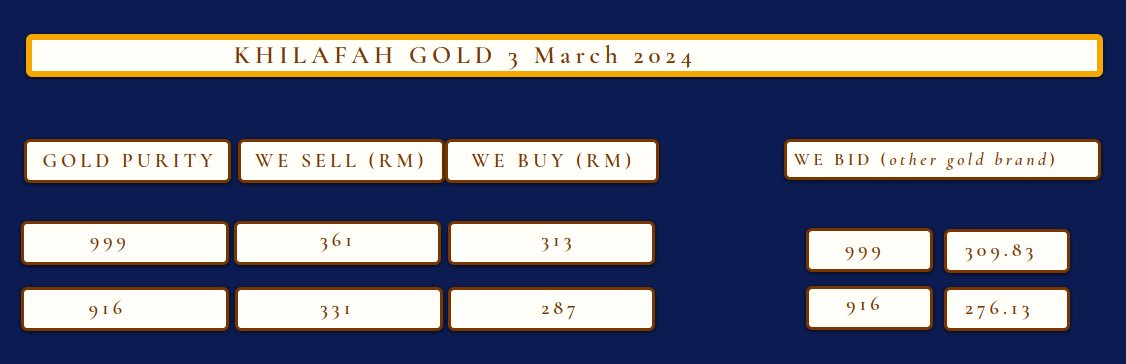 KHILAFAH GOLD 3 March 2024
GOLD PURITY WE SELL (RM) WE BUY (RM) WE BID (other gold brand)
999 361 313 999 309.83
916 331 287 916 276.13